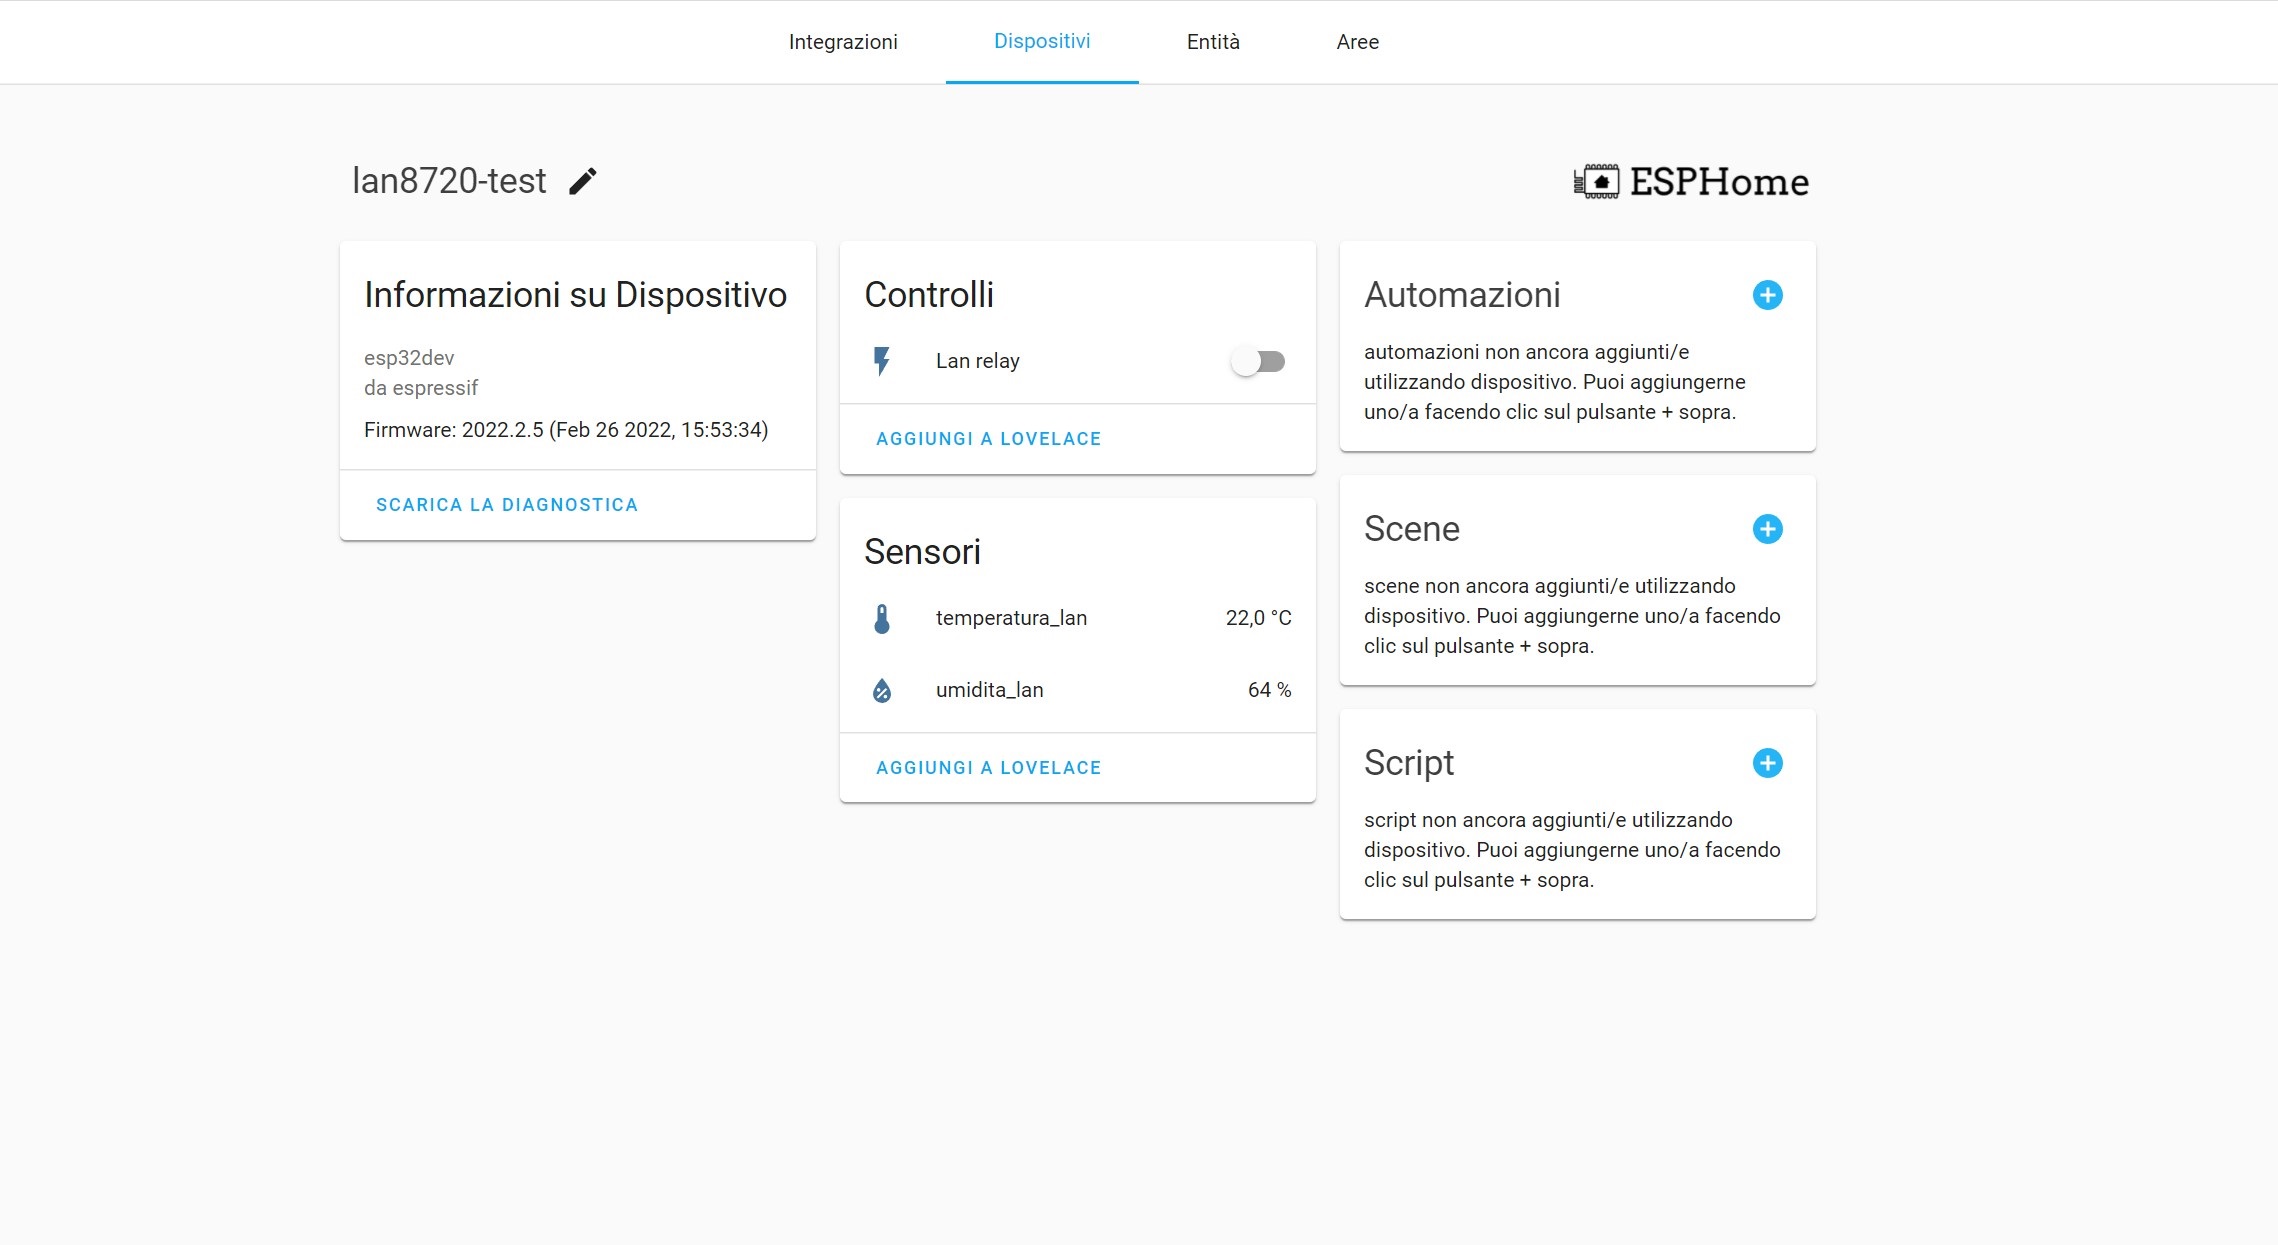 Integrazioni
Dispositivi
Entità
Aree
lan8720-test
ESPHome
Informazioni su Dispositivo
esp32dev
da espressif
Firmware: 2022.2.5 (Feb 26 2022, 15:53:34)
SCARICA LA DIAGNOSTICA
Controlli
Lan relay
AGGIUNGI A LOVELACE
Sensori
temperatura_lan 22,0 °C
umidita_lan 64 %
AGGIUNGI A LOVELACE
Automazioni
automazioni non ancora aggiunti/e
utilizzando dispositivo. Puoi aggiungerne
uno/a facendo clic sul pulsante + sopra.
Scene
scene non ancora aggiunti/e utilizzando
dispositivo. Puoi aggiungerne uno/a facendo
clic sul pulsante + sopra.
Script
script non ancora aggiunti/e utilizzando
dispositivo. Puoi aggiungerne uno/a facendo
clic sul pulsante + sopra.